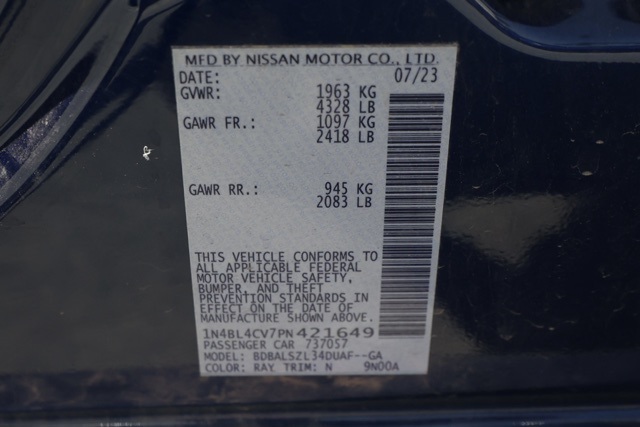 MFD BY NISSAN MOTOR CO., LTD.
DATE: 07/23
GVWR: 1963 KG
4328 LB
GAWR FR.: 1097 KG
2418 LB
GAWR RR.: 945 KG
2083 LB
THIS VEHICLE CONFORMS TO
ALL APPLICABLE FEDERAL
MOTOR VEHICLE SAFETY,
BUMPER, AND THEFT
PREVENTION STANDARDS IN
EFFECT ON THE DATE OF
MANUFACTURE SHOWN ABOVE.
1N4BL4CV7PN421649
PASSENGER CAR 737057
MODEL: BDBALSZL34DUAF--GA
COLOR: RAY TRIM: N 9N00A